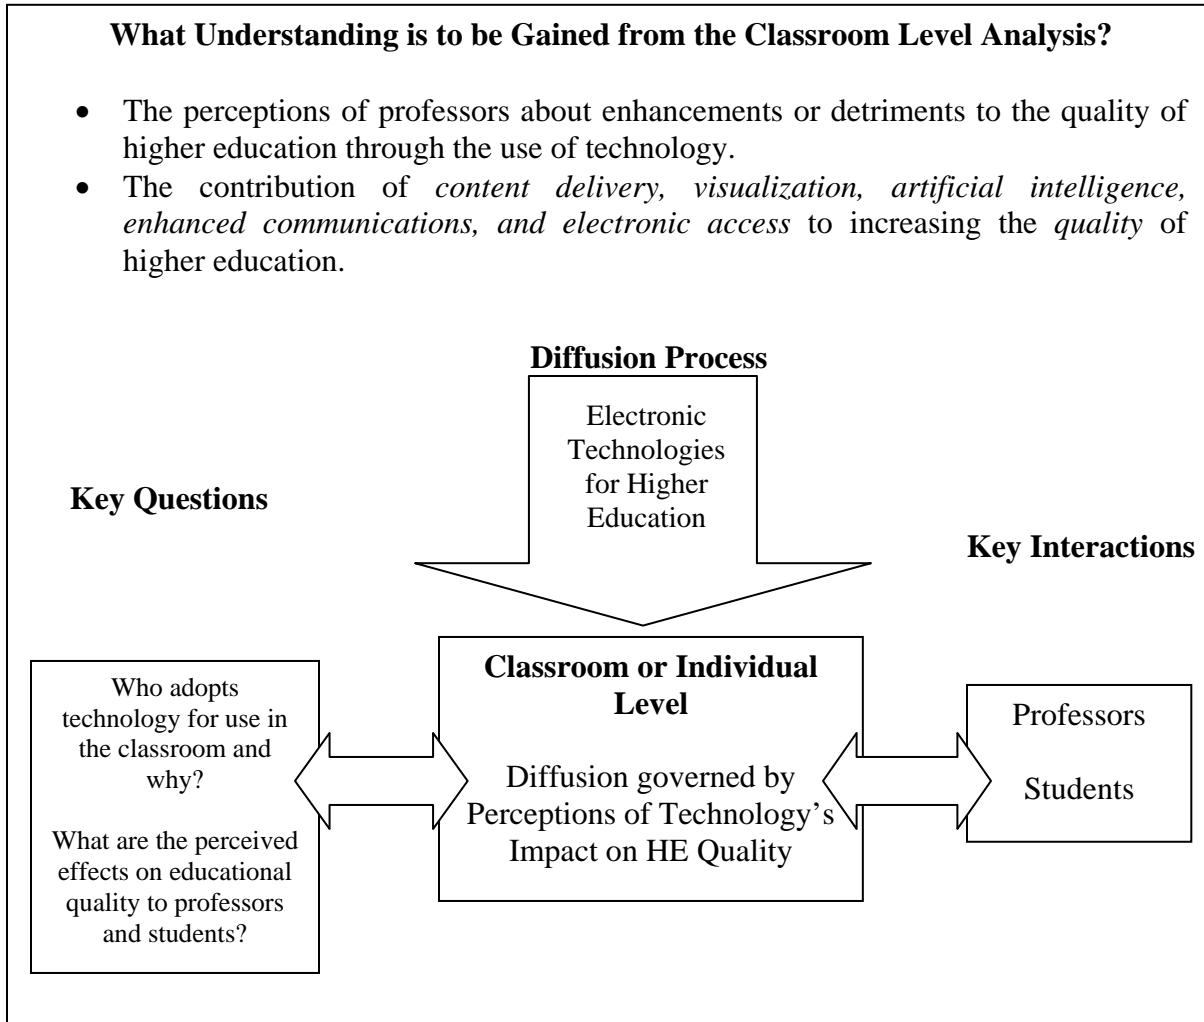 What Understanding is to be Gained from the Classroom Level Analysis?
• The perceptions of professors about enhancements or detriments to the quality of
higher education through the use of technology.
• The contribution of content delivery, visualization, artificial intelligence,
enhanced communications, and electronic access to increasing the quality of
higher education.
Diffusion Process
Electronic
Technologies
for Higher
Education
Key Questions
Key Interactions
Who adopts
technology for use in
the classroom and
why?
What are the perceived
effects on educational
quality to professors
and students?
Classroom or Individual
Level
Diffusion governed by
Perceptions of Technology’s
Impact on HE Quality
Professors
Students